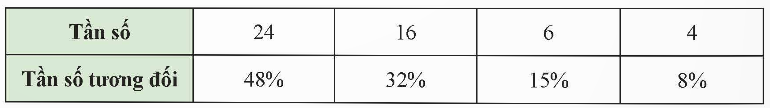 Tần số 24 16 6 4
Tần số tương đối 48% 32% 15% 8%